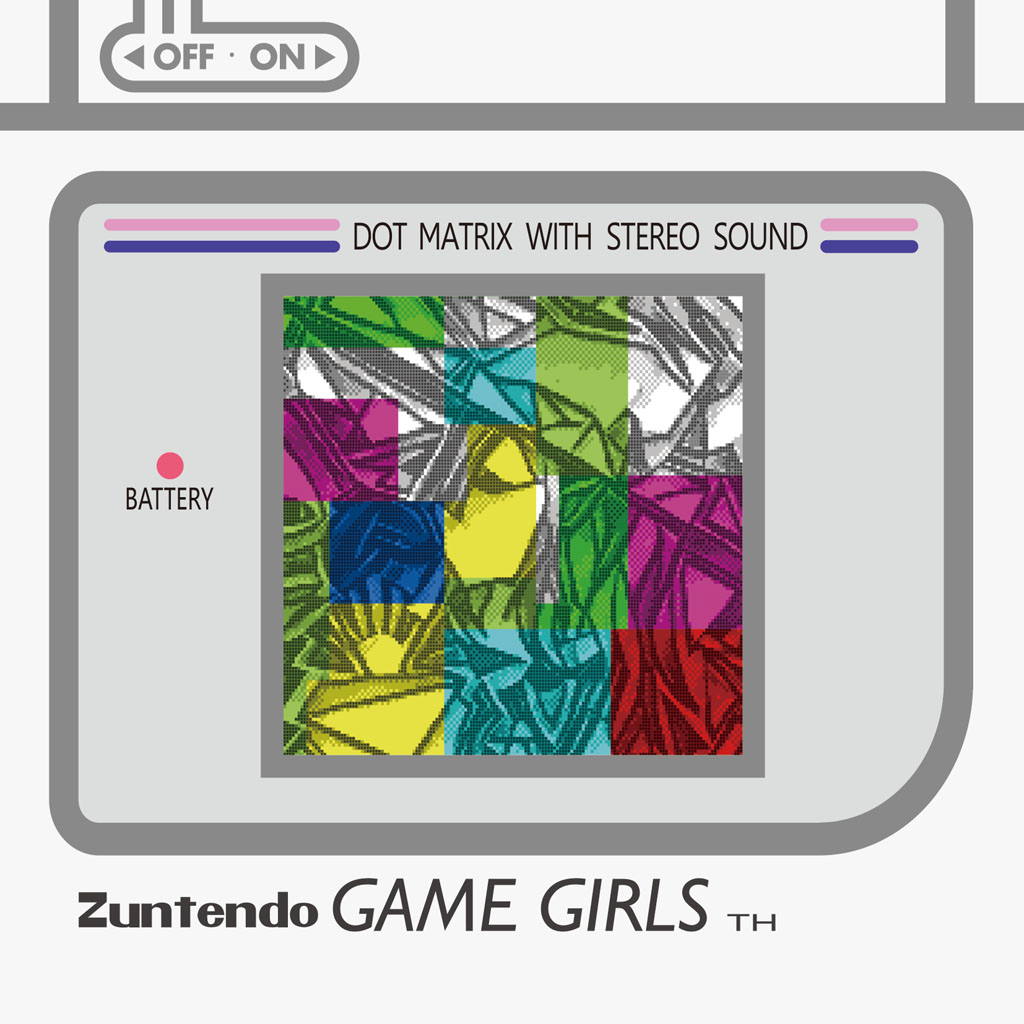 ◀OFF · ON▶
DOT MATRIX WITH STEREO SOUND
BATTERY
Zuntendo GAME GIRLS TH